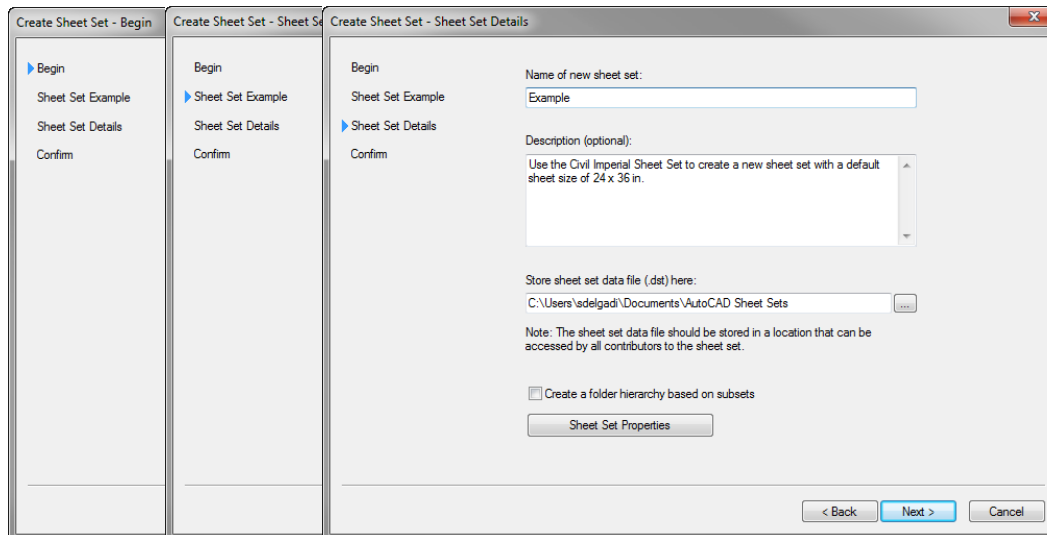 Create Sheet Set - Begin
Begin
Sheet Set Example
Sheet Set Details
Confirm
Create Sheet Set - Sheet Se
Begin
Sheet Set Example
Sheet Set Details
Confirm
Create Sheet Set - Sheet Set Details
X
Begin
Sheet Set Example
Sheet Set Details
Confirm
Name of new sheet set:
Example
Description (optional):
Use the Civil Imperial Sheet Set to create a new sheet set with a default
sheet size of 24 x 36 in.
Store sheet set data file (.dst) here:
C:\Users\sdelgadi\Documents\AutoCAD Sheet Sets
...
Note: The sheet set data file should be stored in a location that can be
accessed by all contributors to the sheet set.
Create a folder hierarchy based on subsets
Sheet Set Properties
< Back
Next >
Cancel